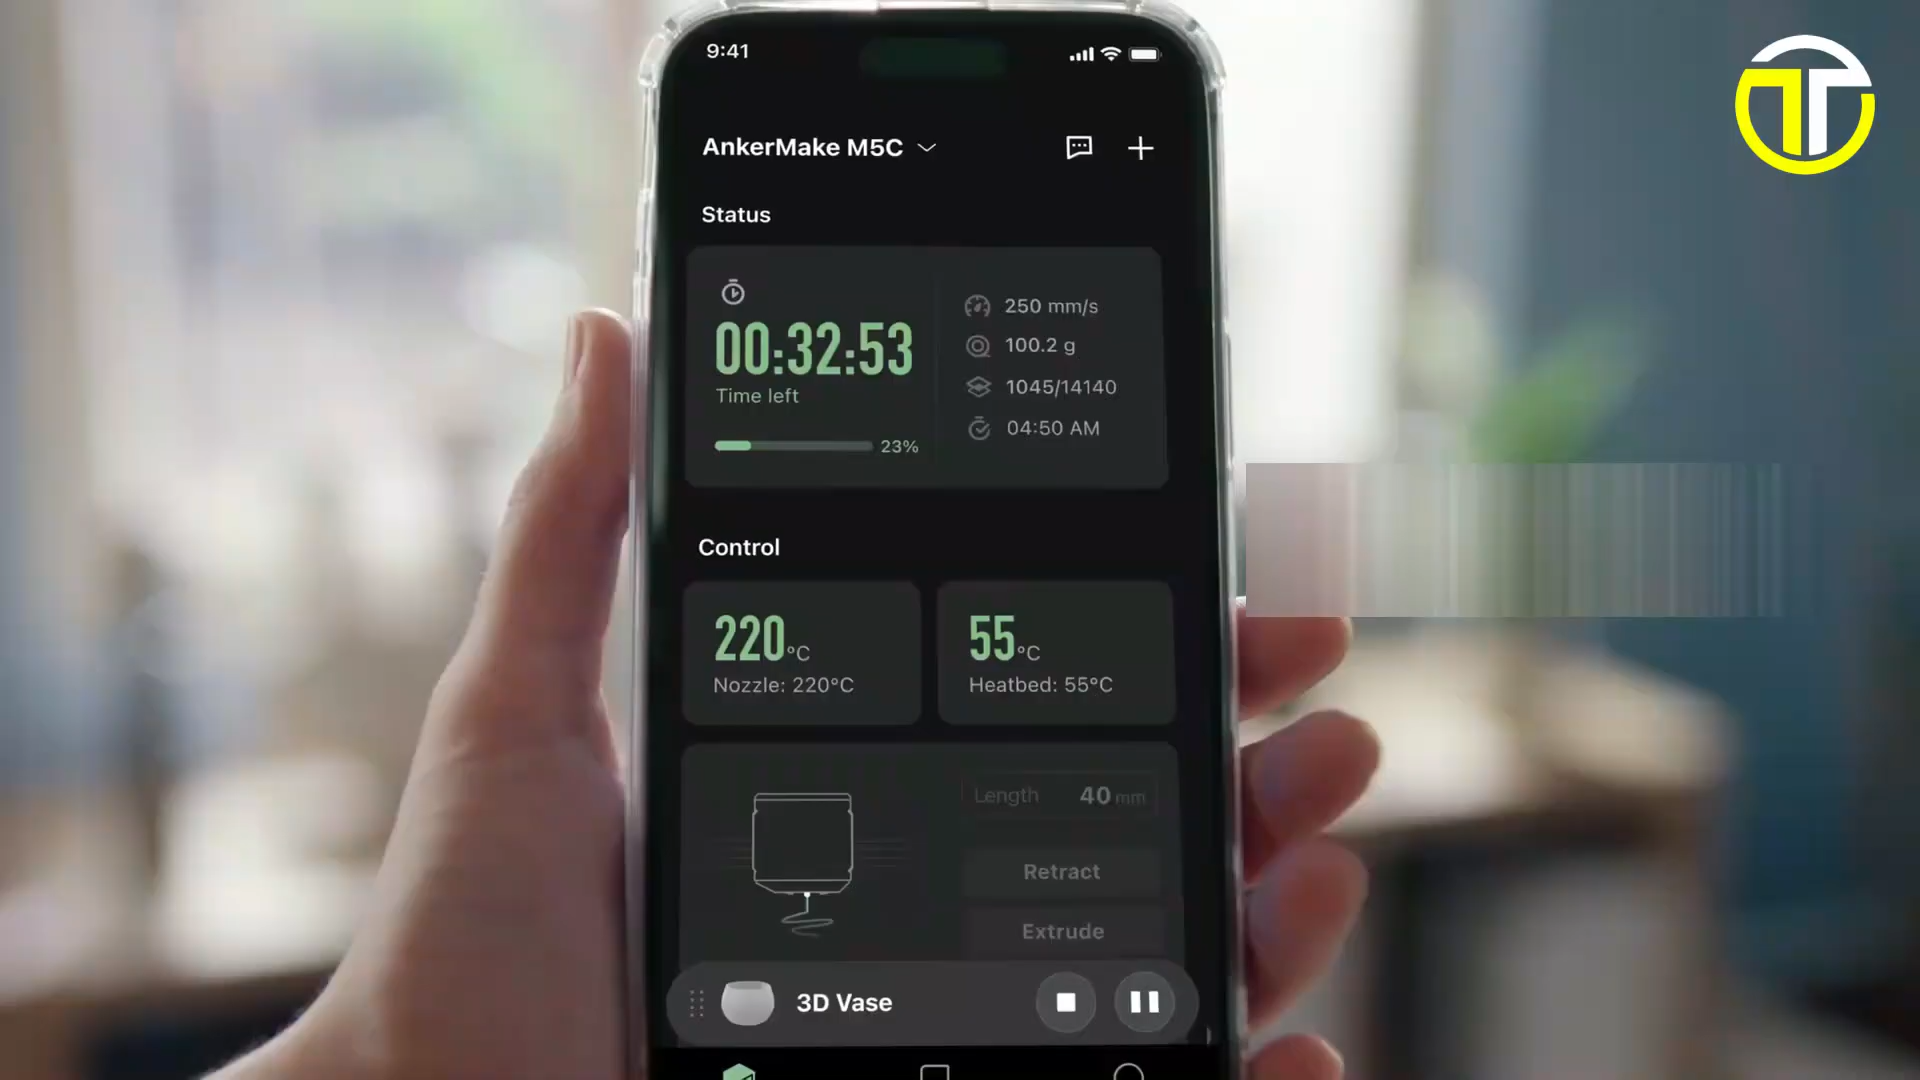 9:41
AnkerMake M5C
Status
00:32:53
Time left
23%
250 mm/s
100.2 g
1045/14140
04:50 AM
Control
220°C
Nozzle: 220°C
55°C
Heatbed: 55°C
Length 40 mm
Retract
Extrude
3D Vase